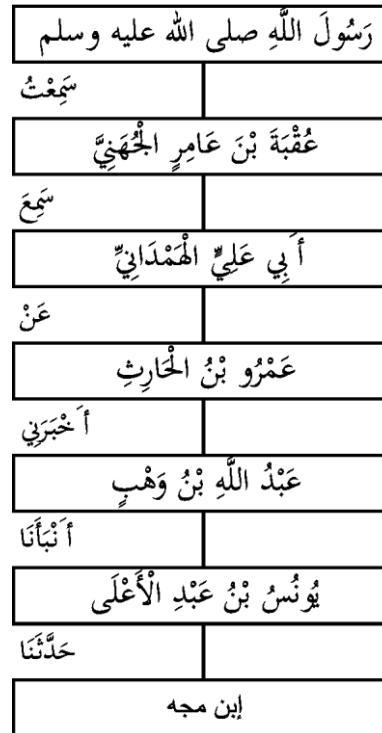 رَسُولَ اللَّهِ صلى الله عليه وسلم
سَمِعْتُ
عُقْبَةَ بْنَ عَامِرٍ الْجُهَنِيَّ
سَمِعَ
أَبِي عَلِيٍّ الْهَمْدَانِيِّ
عَنْ
عَمْرُو بْنُ الْحَارِثِ
أَخْبَرَنِي
عَبْدُ اللَّهِ بْنُ وَهْبٍ
أَنْبَأَنَا
يُونُسُ بْنُ عَبْدِ الْأَعْلَى
حَدَّثَنَا
إبن مجه